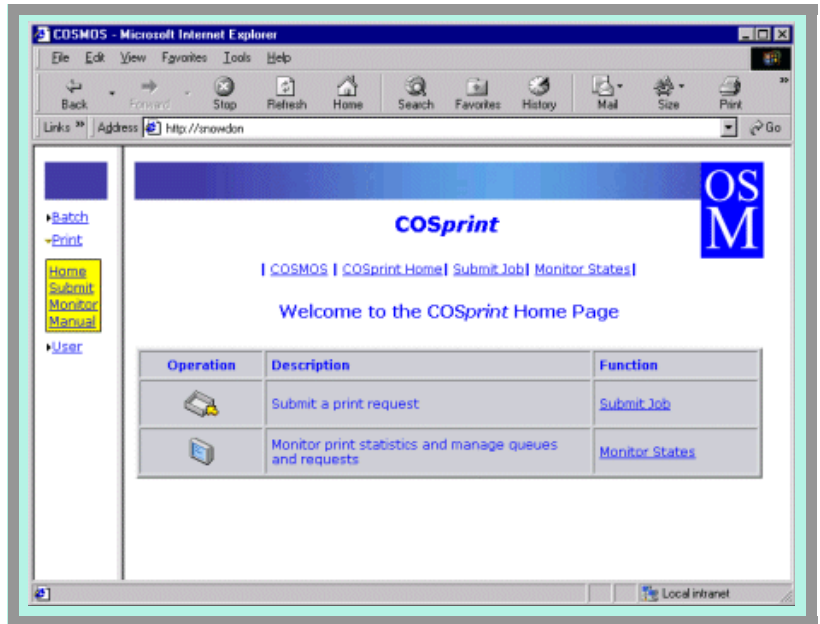 COSMOS - Microsoft Internet Explorer
File Edit View Favorites Tools Help
Back Forward Stop Refresh Home Search Favorites History Mail Size Print »
Links » Address http://snowdon Go
OS
M
Batch
Print
Home
Submit
Monitor
Manual
User
COSprint
| COSMOS | COSprint Home| Submit Job| Monitor States|
Welcome to the COSprint Home Page
Operation Description Function
Submit a print request Submit Job
Monitor print statistics and manage queues
and requests Monitor States
Local intranet